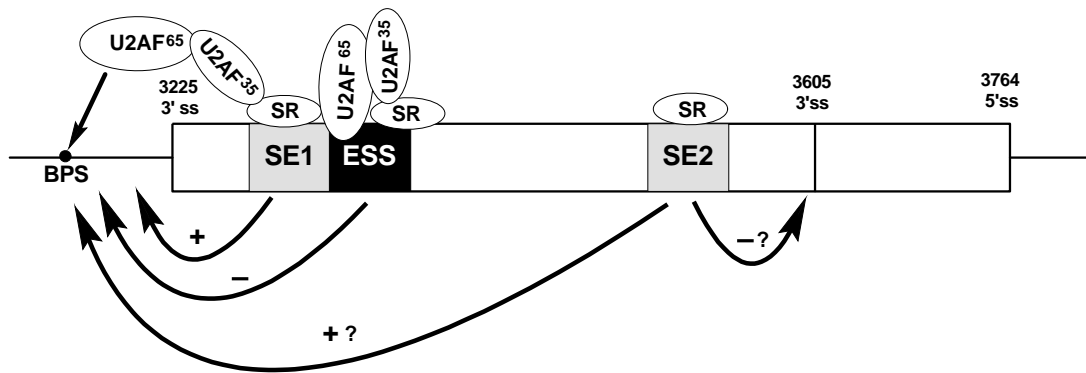 U2AF65
U2AF35
U2AF 65
U2AF35
3225
3' ss
3605
3'ss
3764
5'ss
SR
SR
SR
SE1
ESS
SE2
BPS
+
−
− ?
+ ?